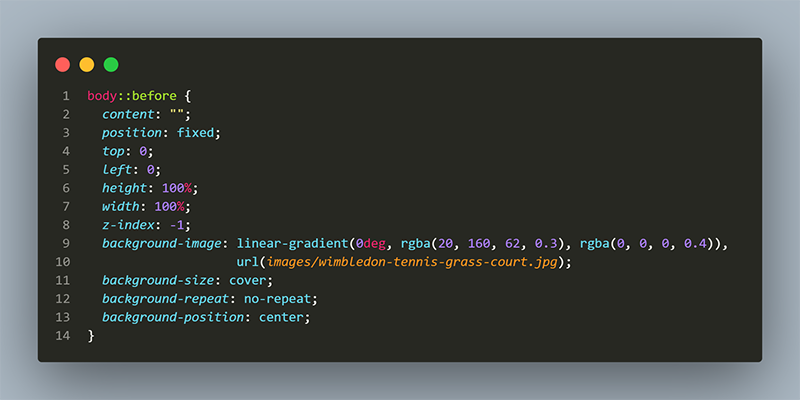 1 body::before {
2   content: "";
3   position: fixed;
4   top: 0;
5   left: 0;
6   height: 100%;
7   width: 100%;
8   z-index: -1;
9   background-image: linear-gradient(0deg, rgba(20, 160, 62, 0.3), rgba(0, 0, 0, 0.4)),
10                     url(images/wimbledon-tennis-grass-court.jpg);
11   background-size: cover;
12   background-repeat: no-repeat;
13   background-position: center;
14 }